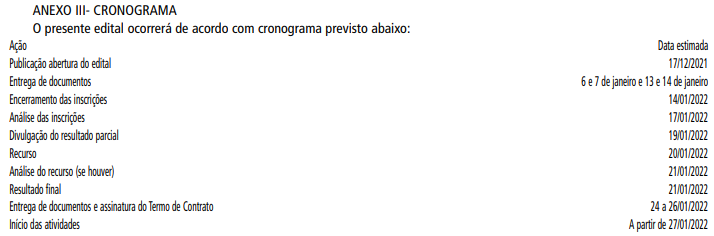 ANEXO III- CRONOGRAMA
O presente edital ocorrerá de acordo com cronograma previsto abaixo:
Ação Data estimada
Publicação abertura do edital 17/12/2021
Entrega de documentos 6 e 7 de janeiro e 13 e 14 de janeiro
Encerramento das inscrições 14/01/2022
Análise das inscrições 17/01/2022
Divulgação do resultado parcial 19/01/2022
Recurso 20/01/2022
Análise do recurso (se houver) 21/01/2022
Resultado final 21/01/2022
Entrega de documentos e assinatura do Termo de Contrato 24 a 26/01/2022
Início das atividades A partir de 27/01/2022